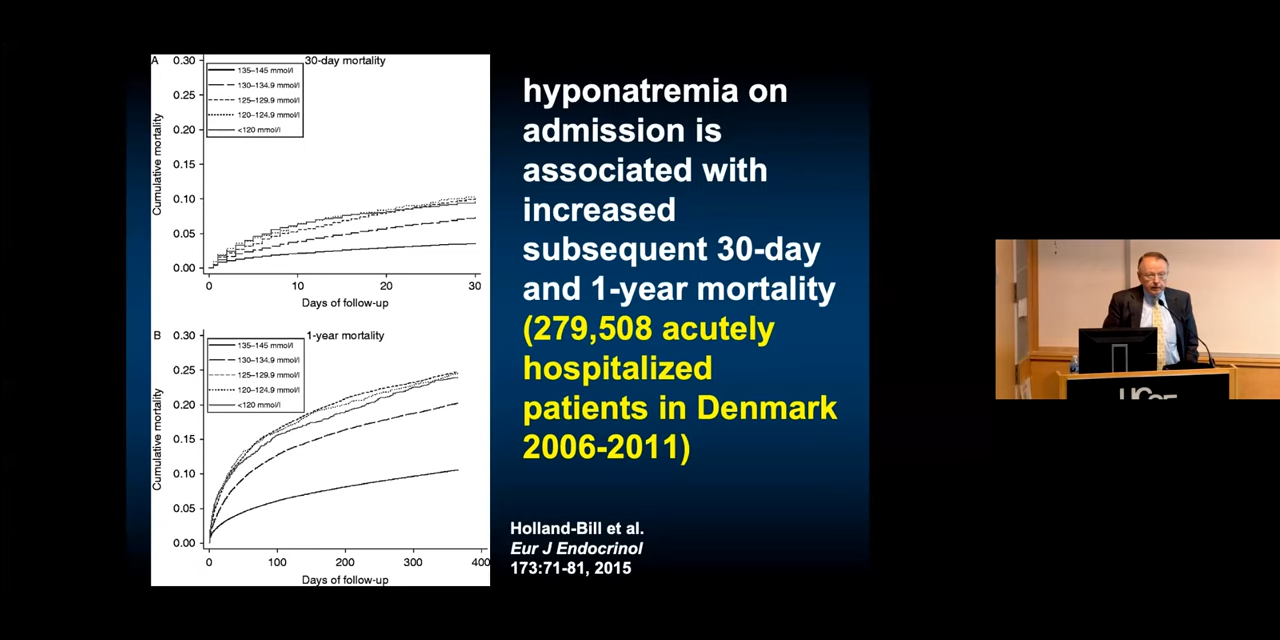 A
30-day mortality
0.30
0.25
0.20
0.15
0.10
0.05
0.00
Cumulative mortality
135–145 mmol/l
130–134.9 mmol/l
125–129.9 mmol/l
120–124.9 mmol/l
<120 mmol/l
0 10 20 30
Days of follow-up
B
1-year mortality
0.30
0.25
0.20
0.15
0.10
0.05
0.00
Cumulative mortality
135–145 mmol/l
130–134.9 mmol/l
125–129.9 mmol/l
120–124.9 mmol/l
<120 mmol/l
0 100 200 300 400
Days of follow-up
hyponatremia on
admission is
associated with
increased
subsequent 30-day
and 1-year mortality
(279,508 acutely
hospitalized
patients in Denmark
2006-2011)
Holland-Bill et al.
Eur J Endocrinol
173:71-81, 2015